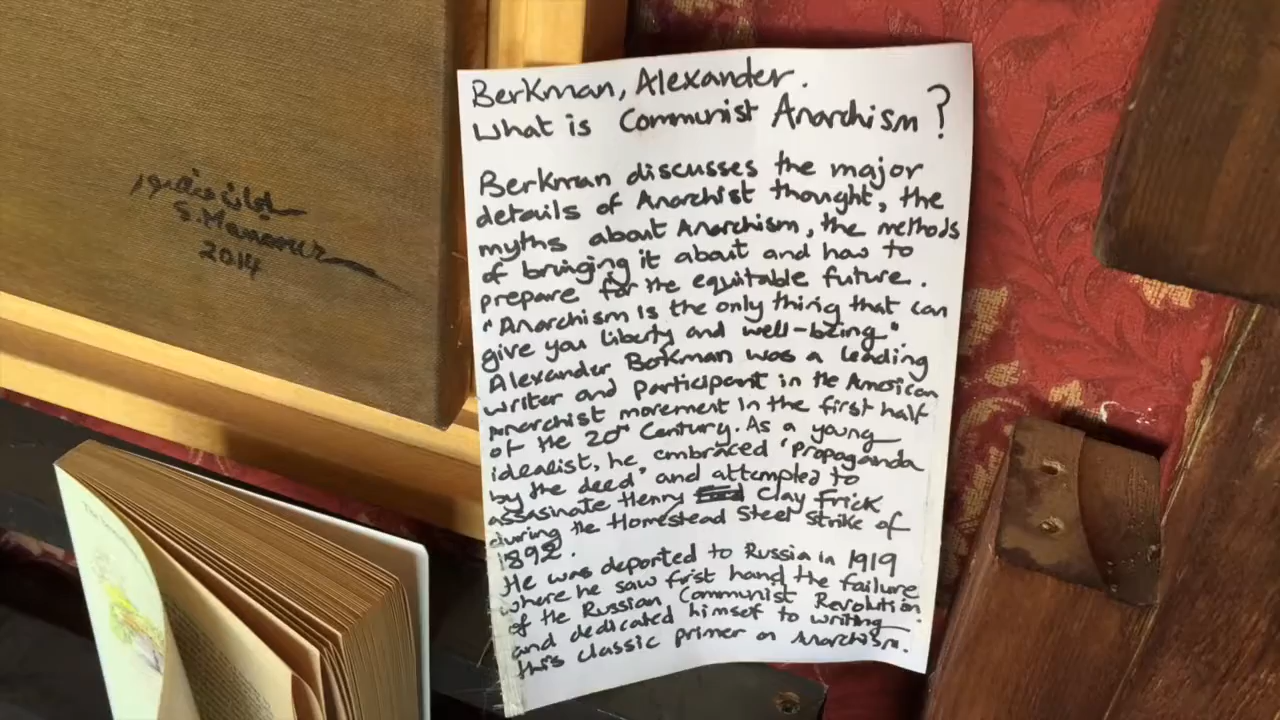 سليمان منصور
S. Mansour
2014
Berkman, Alexander.
What is Communist Anarchism?
Berkman discusses the major
details of Anarchist thought, the
myths about Anarchism, the methods
of bringing it about and how to
prepare for the equitable future.
"Anarchism is the only thing that can
give you liberty and well-being".
Alexander Berkman was a leading
writer and participant in the American
Anarchist movement in the first half
of the 20th Century. As a young
idealist, he embraced 'propaganda
by the deed' and attempted to
assasinate Henry Clay Frick
during the Homestead Steel Strike of
1892.
He was deported to Russia in 1919
where he saw first hand the failure
of the Russian Communist Revolution
and dedicated himself to writing
this classic primer on Anarchism.